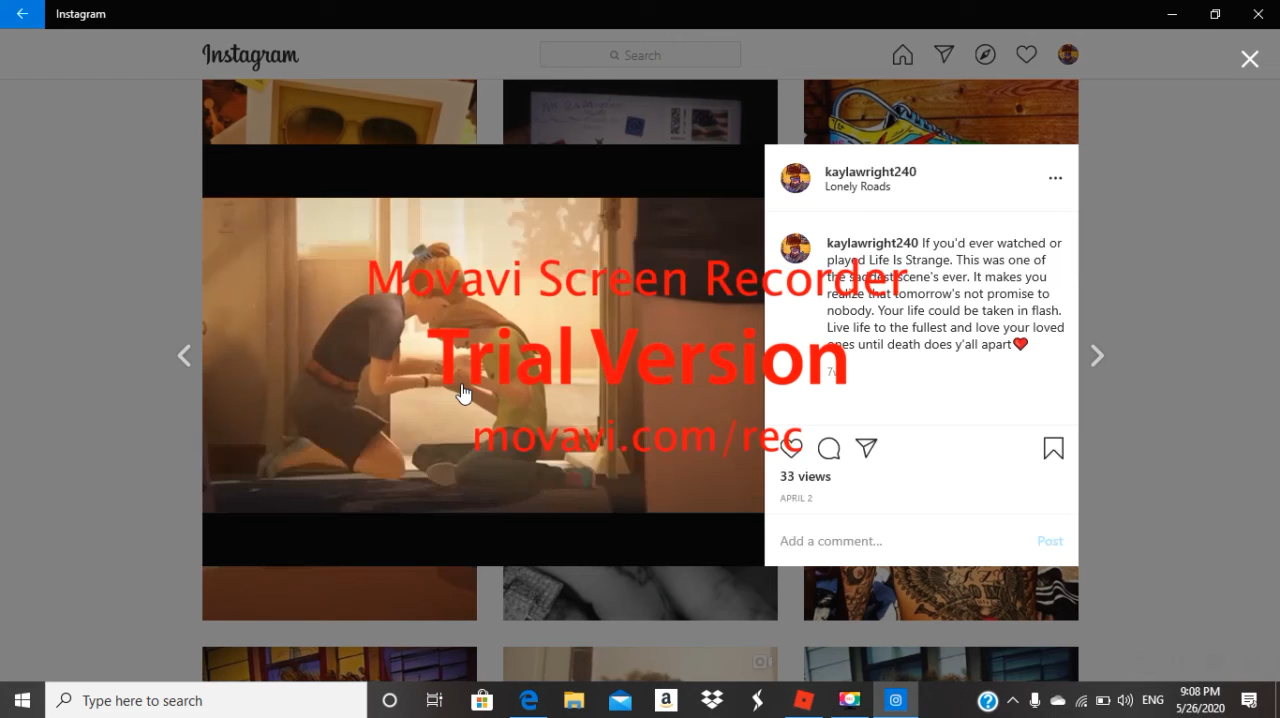 Instagram
Instagram
Search
kaylawright240
Lonely Roads
kaylawright240 If you'd ever watched or
played Life Is Strange. This was one of
the saddest scene's ever. It makes you
realize that tomorrow's not promise to
nobody. Your life could be taken in flash.
Live life to the fullest and love your loved
ones until death does y'all apart❤️
Movavi Screen Recorder
Trial Version
movavi.com/rec
33 views
APRIL 2
Add a comment...
Post
Type here to search
ENG
9:08 PM
5/26/2020